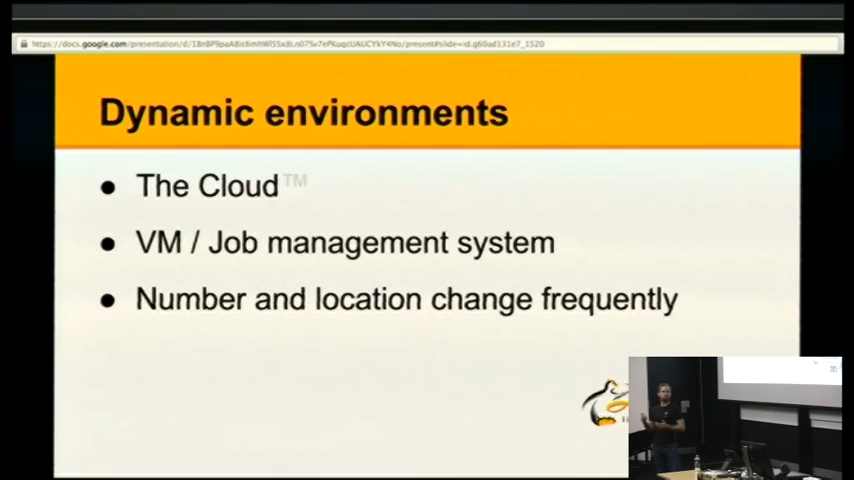 Dynamic environments
The Cloud™
VM / Job management system
Number and location change frequently